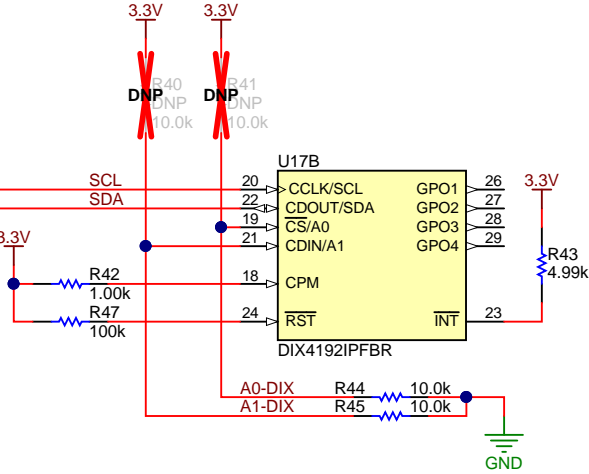 3.3V
3.3V
R40
DNP
DNP
10.0k
R41
DNP
DNP
10.0k
U17B
SCL
20
CCLK/SCL
GPO1
26
3.3V
SDA
22
CDOUT/SDA
GPO2
27
19
CS/A0
GPO3
28
21
CDIN/A1
GPO4
29
3.3V
R43
4.99k
R42
1.00k
18
CPM
R47
100k
24
RST
INT
23
DIX4192IPFBR
A0-DIX
R44
10.0k
A1-DIX
R45
10.0k
GND